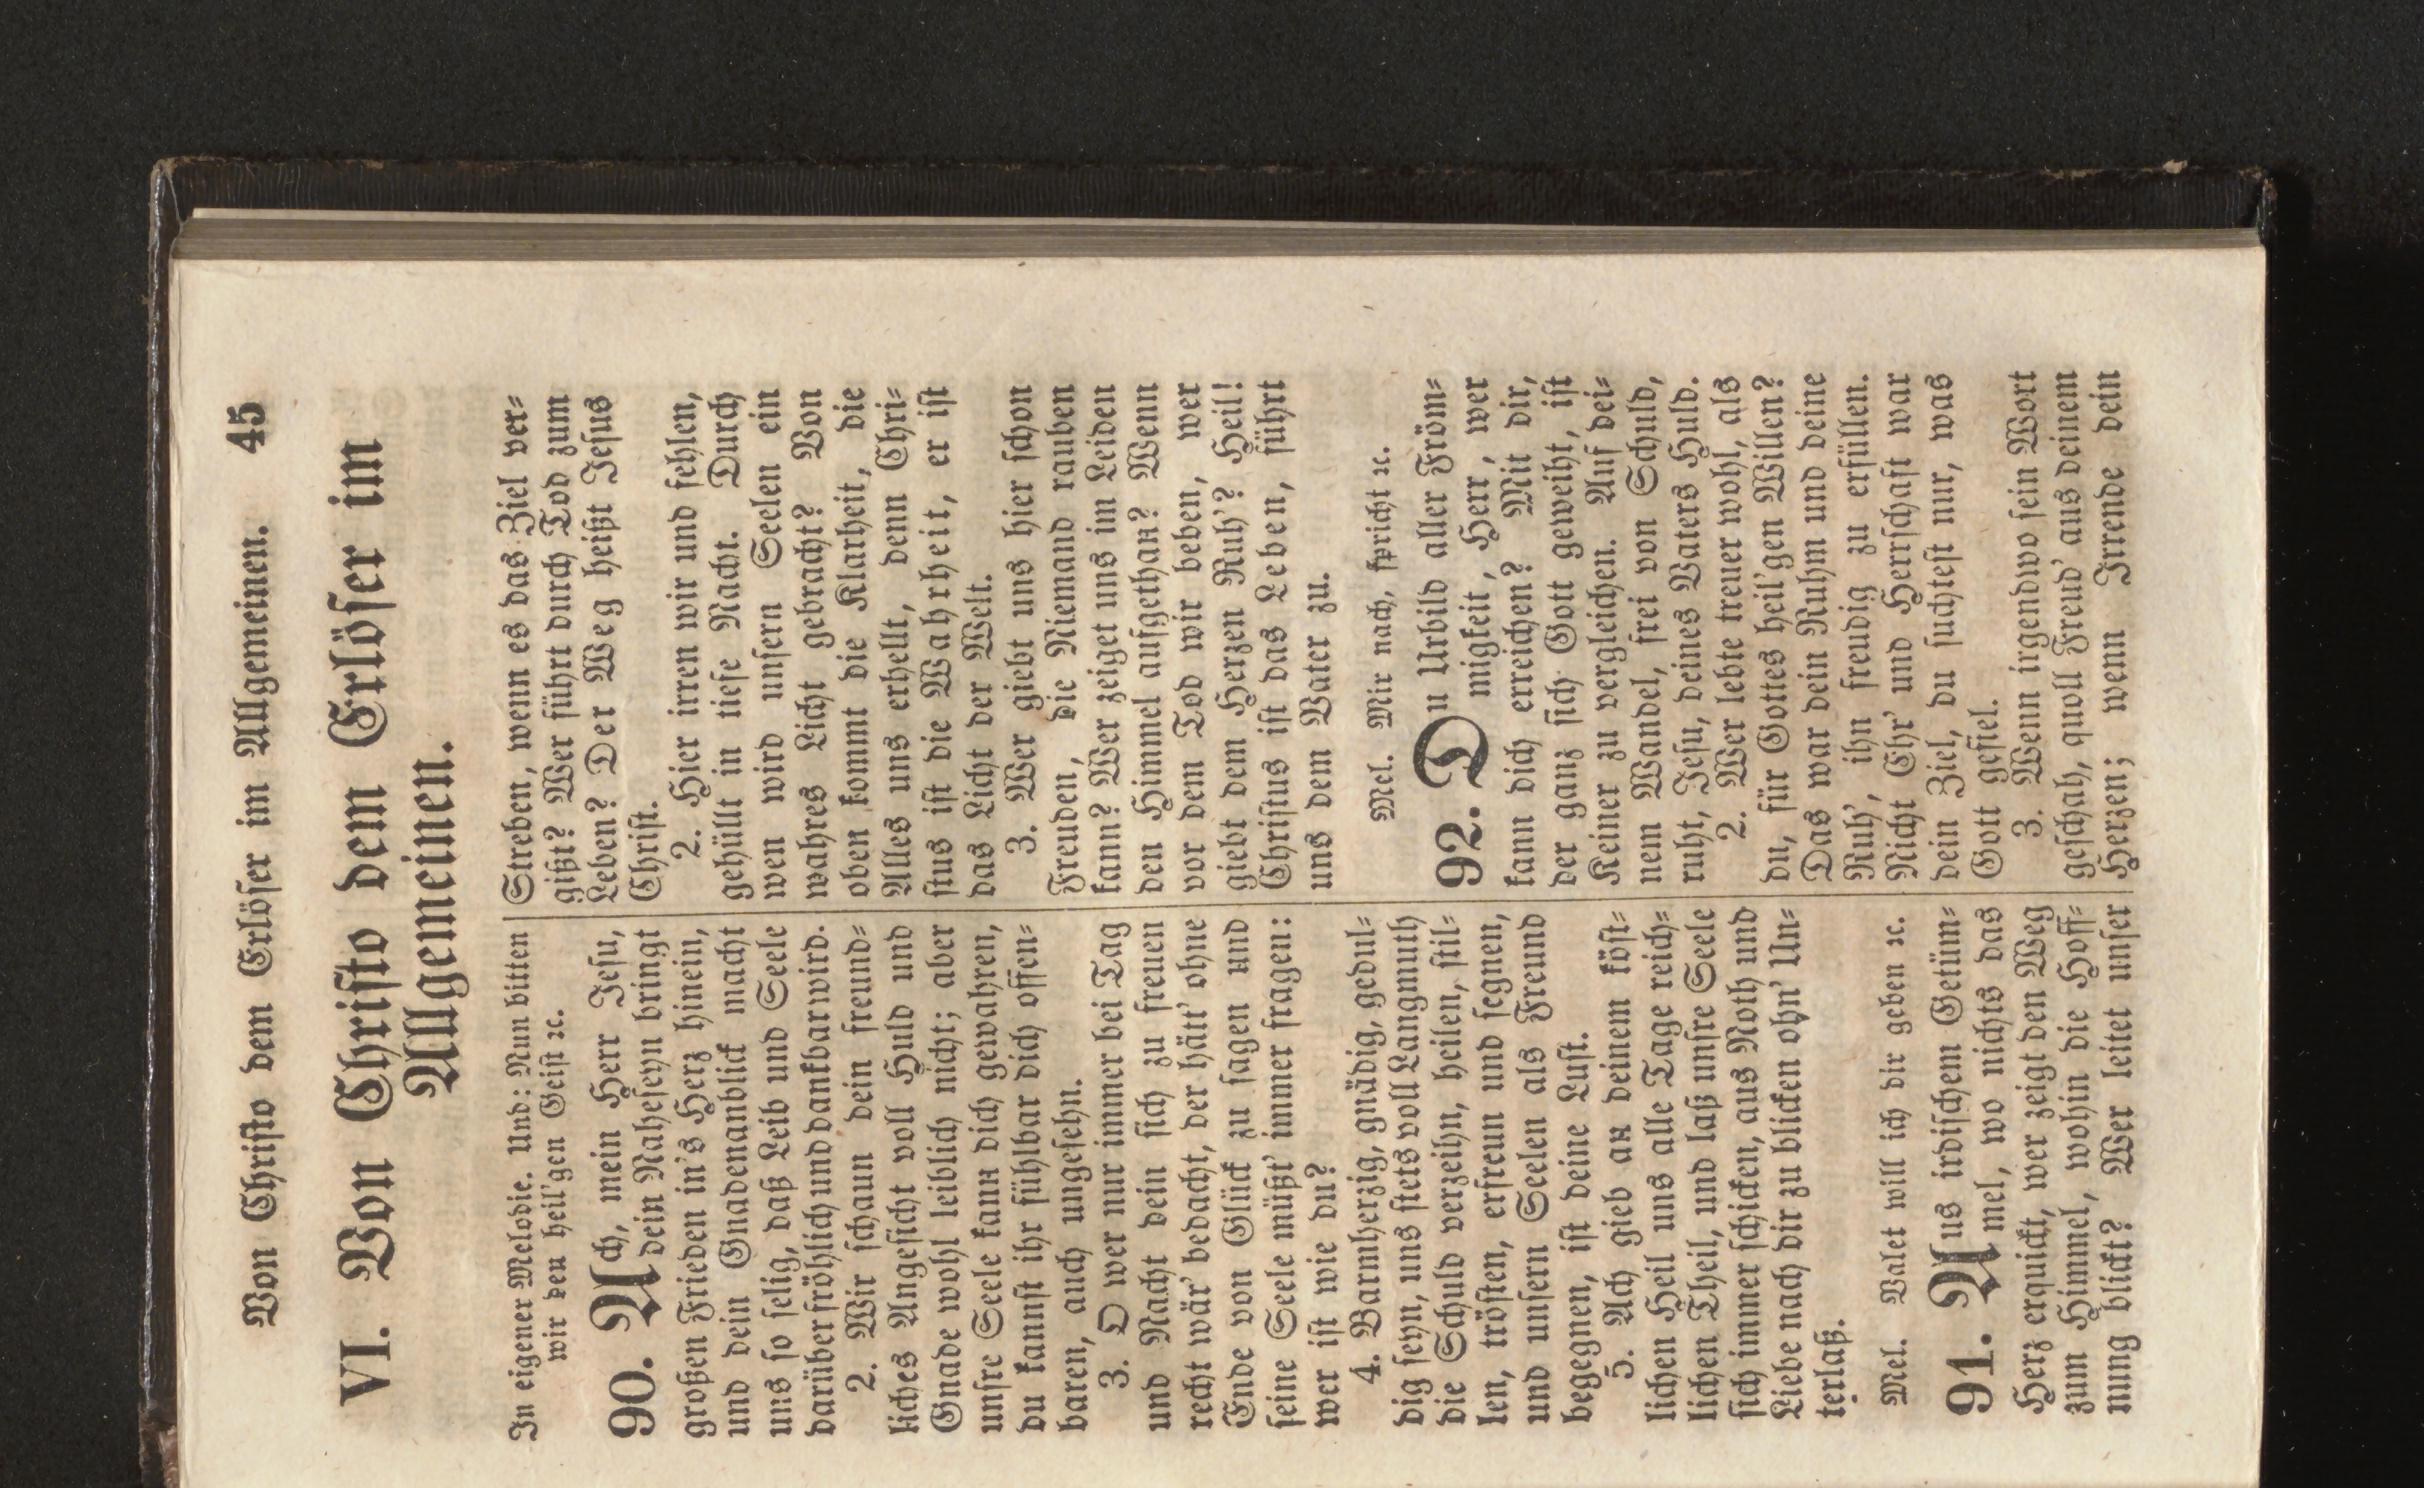 Von Christo dem Erlöser im Allgemeinen. 45
VI. Von Christo dem Erlöser im
Allgemeinen.
In eigener Melodie. Und: Nun bitten
wir den heil'gen Geist ꝛc.
90. Ach, mein Herr Jesu,
dein Naheseyn bringt
großen Frieden in's Herz hinein,
und dein Gnadenanblick macht
uns so selig, daß Leib und Seele
darüber fröhlich und dankbar wird.
2. Wir schaun dein freund-
liches Angesicht voll Huld und
Gnade wohl leiblich nicht; aber
unsre Seele kann dich gewahren,
du kannst ihr fühlbar dich offen-
baren, auch ungesehn.
3. O wer nur immer bei Tag
und Nacht dein sich zu freuen
recht wär' bedacht, der hätt' ohne
Ende von Glück zu sagen und
seine Seele müßt' immer fragen:
wer ist wie du?
4. Barmherzig, gnädig, gedul-
dig seyn, uns stets voll Langmuth
die Schuld verzeihn, heilen, stil-
len, trösten, erfreun und segnen,
und unsern Seelen als Freund
begegnen, ist deine Lust.
5. Ach gieb an deinem köst-
lichen Heil uns alle Tage reich-
lichen Theil, und laß unsre Seele
sich immer schicken, aus Noth und
Liebe nach dir zu blicken ohn' Un-
terlaß.
Mel. Valet will ich dir geben ꝛc.
91. Aus irdischem Getüm-
mel, wo nichts das
Herz erquickt, wer zeigt den Weg
zum Himmel, wohin die Hoff-
nung blickt? Wer leitet unser
Streben, wenn es das Ziel ver-
gißt? Wer führt durch Tod zum
Leben? Der Weg heißt Jesus
Christ.
2. Hier irren wir und fehlen,
gehüllt in tiefe Nacht. Durch
wen wird unsern Seelen ein
wahres Licht gebracht? Von
oben kommt die Klarheit, die
Alles uns erhellt, denn Chri-
stus ist die Wahrheit, er ist
das Licht der Welt.
3. Wer giebt uns hier schon
Freuden, die Niemand rauben
kann? Wer zeiget uns im Leiden
den Himmel aufgethan? Wenn
vor dem Tod wir beben, wer
giebt dem Herzen Ruh'? Heil!
Christus ist das Leben, führt
uns dem Vater zu.
Mel. Mir nach, spricht ꝛc.
92. Du Urbild aller Fröm-
migkeit, Herr, wer
kann dich erreichen? Mit dir,
der ganz sich Gott geweiht, ist
Keiner zu vergleichen. Auf dei-
nem Wandel, frei von Schuld,
ruht, Jesu, deines Vaters Huld.
2. Wer lebte treuer wohl, als
du, für Gottes heil'gen Willen?
Das war dein Ruhm und deine
Ruh', ihn freudig zu erfüllen.
Nicht Ehr' und Herrschaft war
dein Ziel, du suchtest nur, was
Gott gefiel.
3. Wenn irgendwo sein Wort
geschah, quoll Freud' aus deinem
Herzen; wenn Irrende dein